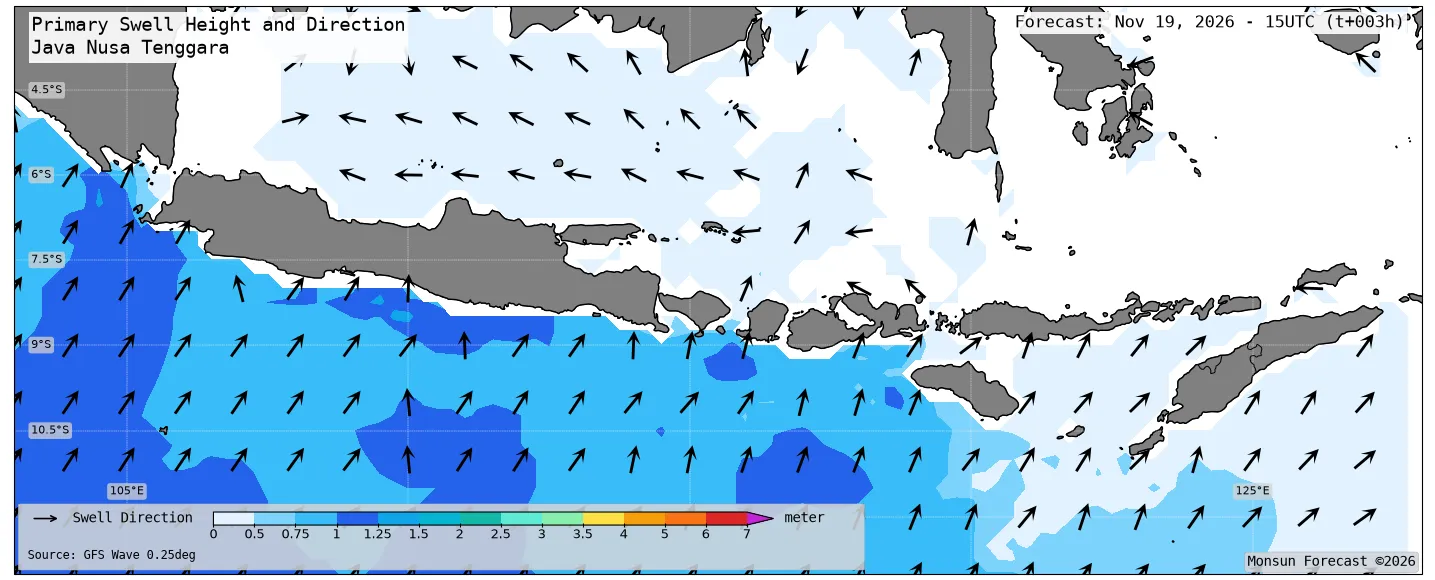 Primary Swell Height and Direction
Java Nusa Tenggara
Forecast: Nov 19, 2026 - 15UTC (t+003h)
4.5°S
6°S
7.5°S
9°S
10.5°S
105°E
125°E
Swell Direction
0 0.5 0.75 1 1.25 1.5 2 2.5 3 3.5 4 5 6 7
meter
Source: GFS Wave 0.25deg
Monsun Forecast ©2026